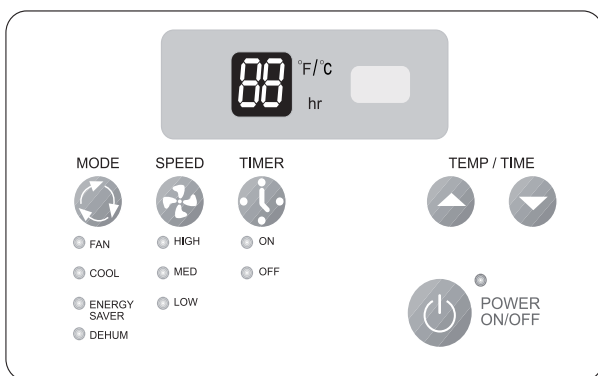 88
°F/°C
hr
MODE
SPEED
TIMER
TEMP / TIME
FAN
HIGH
ON
COOL
MED
OFF
ENERGY
SAVER
LOW
DEHUM
POWER
ON/OFF